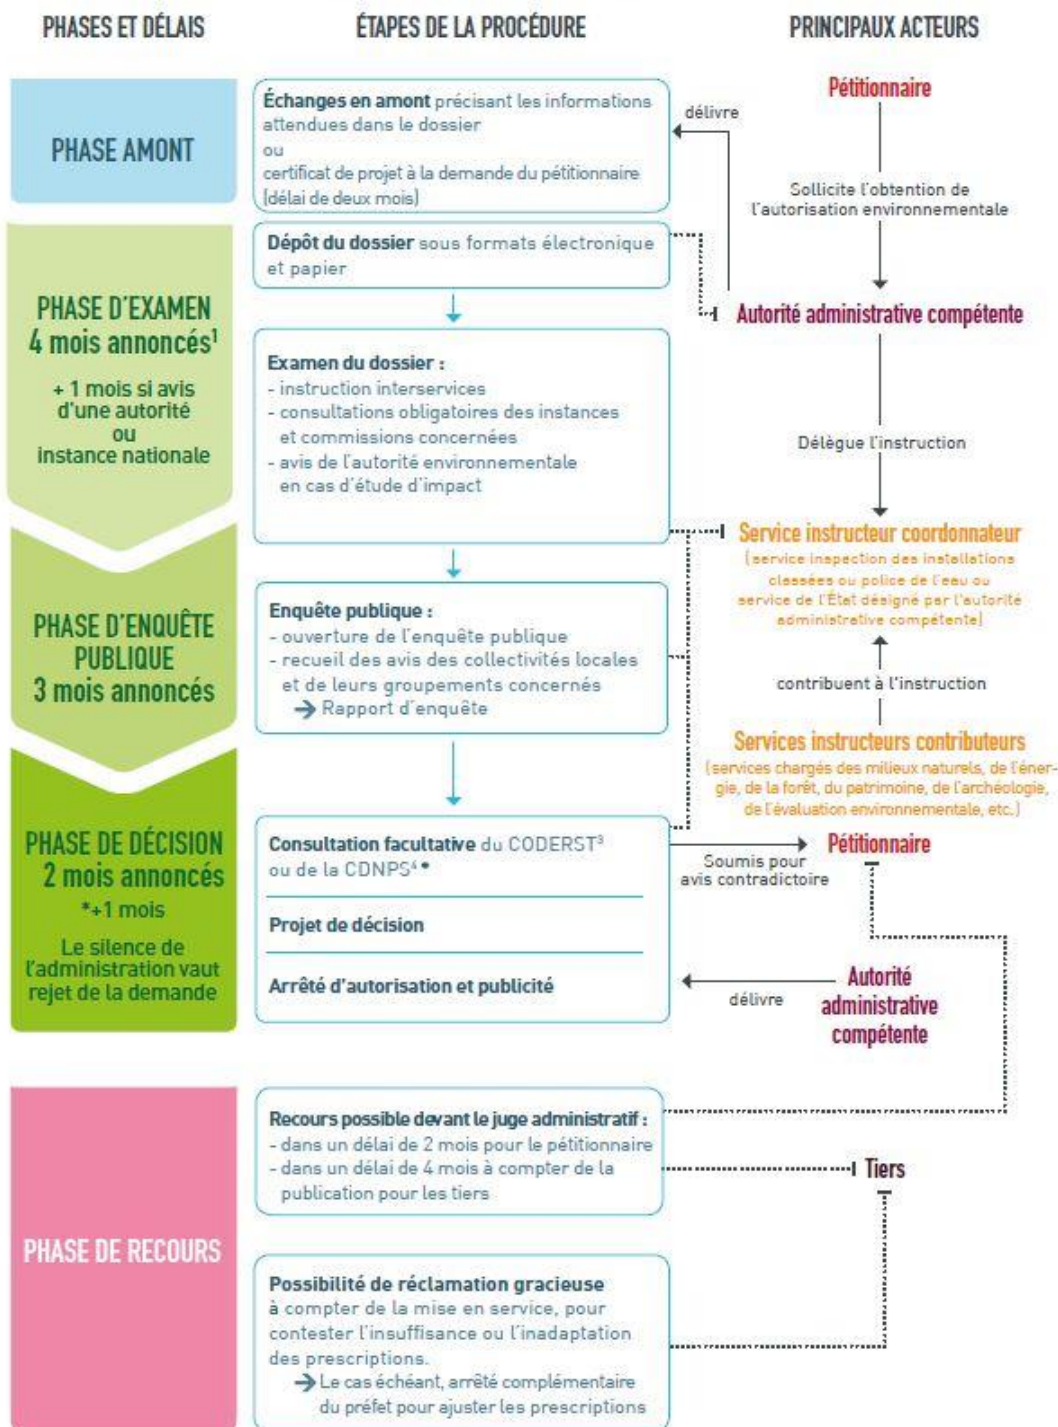 PHASES ET DÉLAIS
ÉTAPES DE LA PROCÉDURE
PRINCIPAUX ACTEURS
PHASE AMONT
Échanges en amont précisant les informations
attendues dans le dossier
ou
certificat de projet à la demande du pétitionnaire
(délai de deux mois)
délivre
Pétitionnaire
Sollicite l'obtention de
l'autorisation environnementale
Dépôt du dossier sous formats électronique
et papier
Autorité administrative compétente
PHASE D'EXAMEN
4 mois annoncés¹
+ 1 mois si avis
d'une autorité
ou
instance nationale
Examen du dossier :
- instruction interservices
- consultations obligatoires des instances
et commissions concernées
- avis de l'autorité environnementale
en cas d'étude d'impact
Délègue l'instruction
Service instructeur coordonnateur
(service inspection des installations
classées ou police de l'eau ou
service de l'État désigné par l'autorité
administrative compétente)
PHASE D'ENQUÊTE
PUBLIQUE
3 mois annoncés
Enquête publique :
- ouverture de l'enquête publique
- recueil des avis des collectivités locales
et de leurs groupements concernés
→ Rapport d'enquête
contribuent à l'instruction
Services instructeurs contributeurs
(services chargés des milieux naturels, de l'éner-
gie, de la forêt, du patrimoine, de l'archéologie,
de l'évaluation environnementale, etc.)
PHASE DE DÉCISION
2 mois annoncés
*+1 mois
Le silence de
l'administration vaut
rejet de la demande
Consultation facultative du CODERST³
ou de la CDNPS⁴ *
Projet de décision
Arrêté d'autorisation et publicité
Soumis pour
avis contradictoire
Pétitionnaire
délivre
Autorité
administrative
compétente
PHASE DE RECOURS
Recours possible devant le juge administratif :
- dans un délai de 2 mois pour le pétitionnaire
- dans un délai de 4 mois à compter de la
publication pour les tiers
Tiers
Possibilité de réclamation gracieuse
à compter de la mise en service, pour
contester l'insuffisance ou l'inadaptation
des prescriptions.
→ Le cas échéant, arrêté complémentaire
du préfet pour ajuster les prescriptions